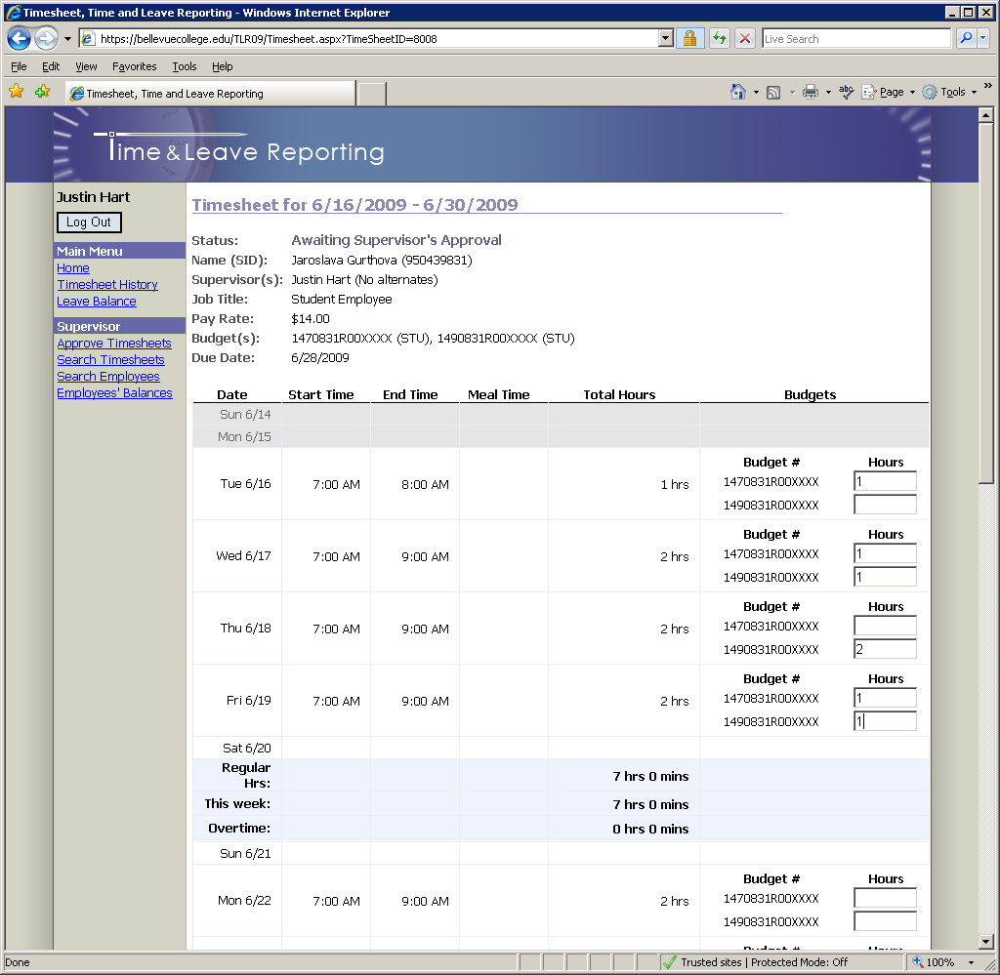 Timesheet, Time and Leave Reporting - Windows Internet Explorer
https://bellevuecollege.edu/TLR09/Timesheet.aspx?TimeSheetID=8008
Live Search
File Edit View Favorites Tools Help
Timesheet, Time and Leave Reporting
abc Page Tools »
Time & Leave Reporting
Justin Hart
Log Out
Main Menu
Home
Timesheet History
Leave Balance
Supervisor
Approve Timesheets
Search Timesheets
Search Employees
Employees' Balances
Timesheet for 6/16/2009 - 6/30/2009
Status: Awaiting Supervisor's Approval
Name (SID): Jaroslava Gurthova (950439831)
Supervisor(s): Justin Hart (No alternates)
Job Title: Student Employee
Pay Rate: $14.00
Budget(s): 1470831R00XXXX (STU), 1490831R00XXXX (STU)
Due Date: 6/28/2009
Date Start Time End Time Meal Time Total Hours Budgets
Sun 6/14
Mon 6/15
Budget # Hours
Tue 6/16 7:00 AM 8:00 AM 1 hrs 1470831R00XXXX 1
1490831R00XXXX
Budget # Hours
Wed 6/17 7:00 AM 9:00 AM 2 hrs 1470831R00XXXX 1
1490831R00XXXX 1
Budget # Hours
Thu 6/18 7:00 AM 9:00 AM 2 hrs 1470831R00XXXX
1490831R00XXXX 2
Budget # Hours
Fri 6/19 7:00 AM 9:00 AM 2 hrs 1470831R00XXXX 1
1490831R00XXXX 1
Sat 6/20
Regular
Hrs: 7 hrs 0 mins
This week: 7 hrs 0 mins
Overtime: 0 hrs 0 mins
Sun 6/21
Budget # Hours
Mon 6/22 7:00 AM 9:00 AM 2 hrs 1470831R00XXXX
1490831R00XXXX
Budget # Hours
Done Trusted sites | Protected Mode: Off 100%